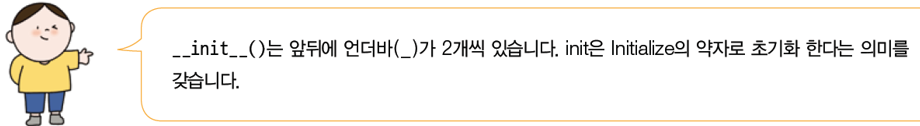 __init__()는 앞뒤에 언더바(_)가 2개씩 있습니다. init은 Initialize의 약자로 초기화 한다는 의미를
갖습니다.